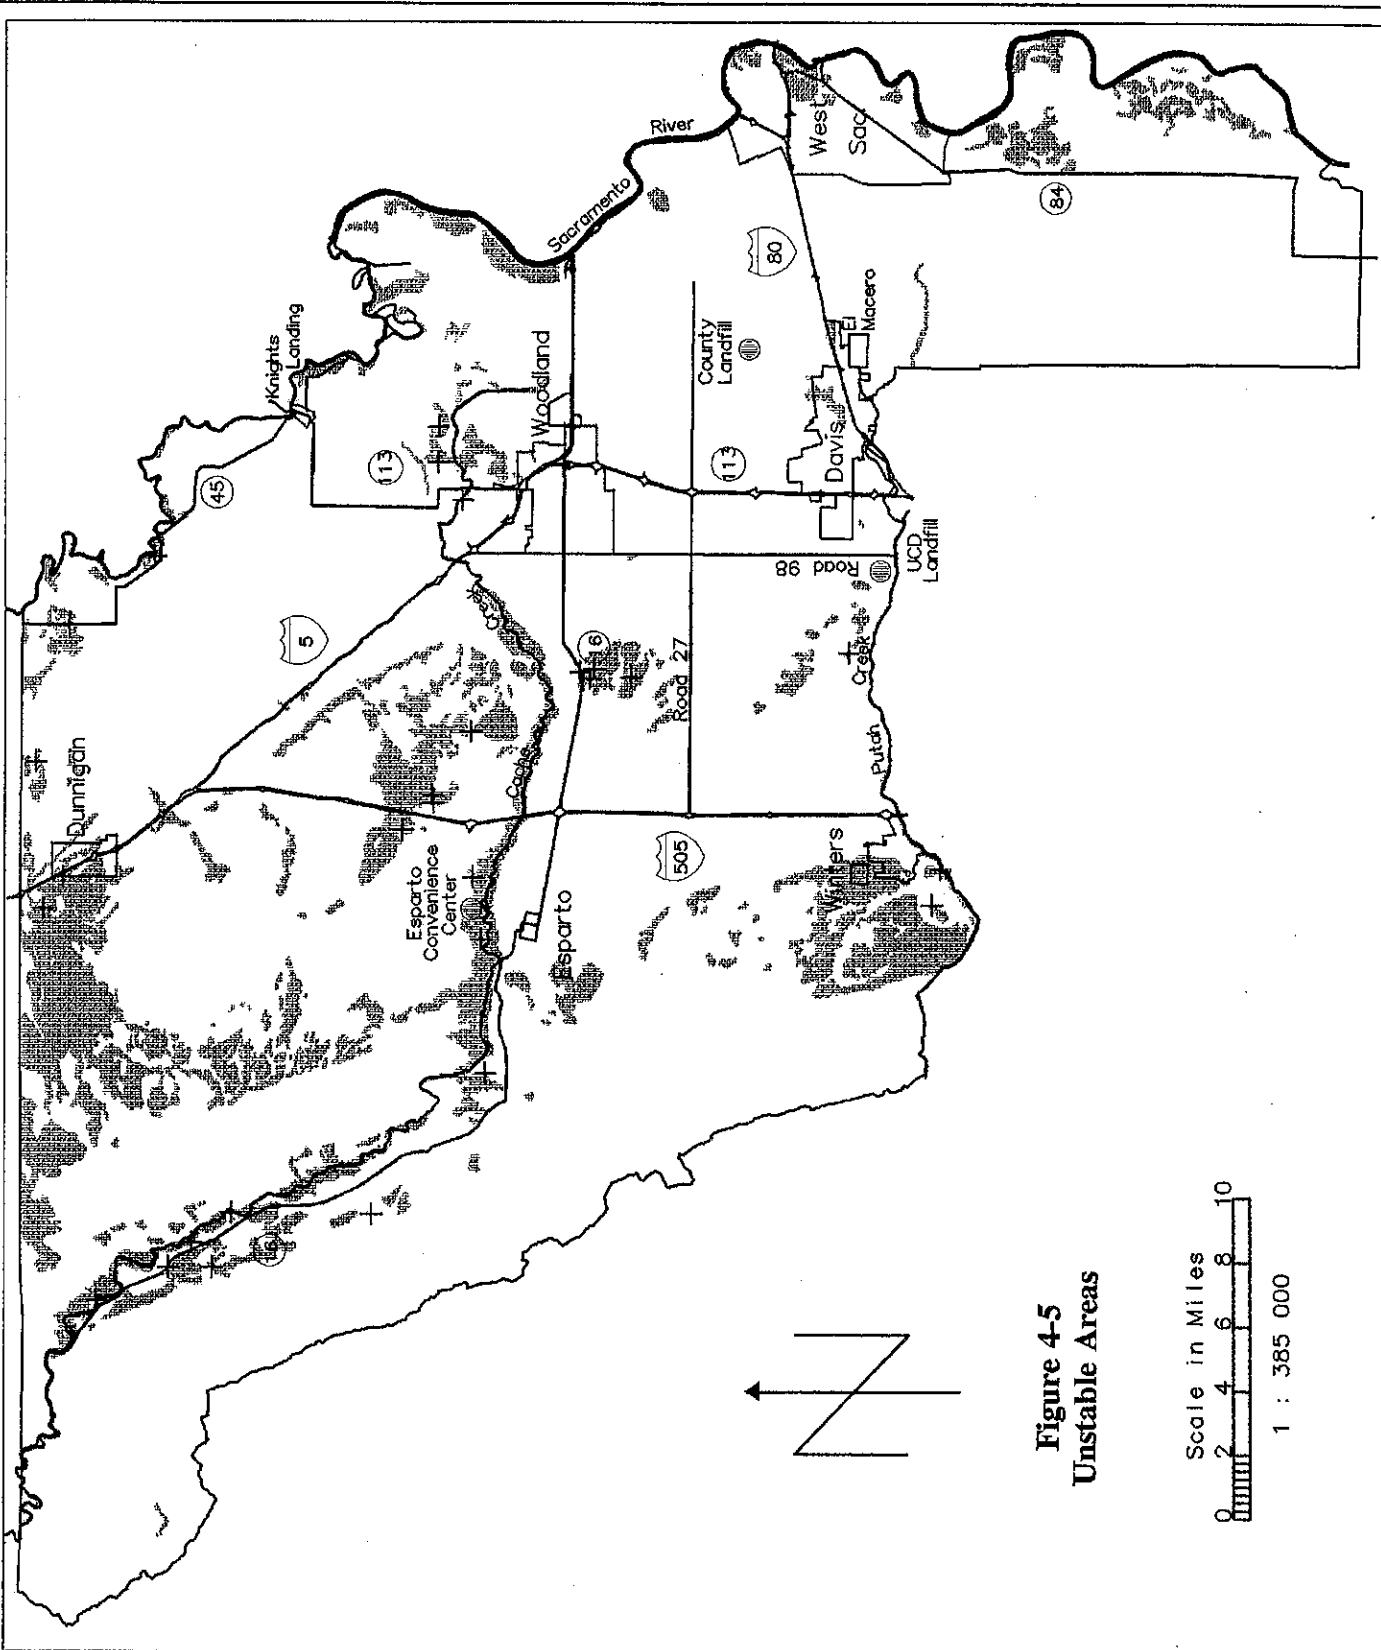 Knights
Landing
45
113
Sacramento
River
Woodland
West
Sac.
84
80
County
Landfill
El
Macero
113
Davis
Road 98
UCD
Landfill
5
Creek
16
Road 27
Creek
Putah
Dunnigan
Cache
505
Esparto
Convenience
Center
Esparto
Winters
16
Figure 4-5
Unstable Areas
Scale in Miles
0 2 4 6 8 10
1 : 385 000